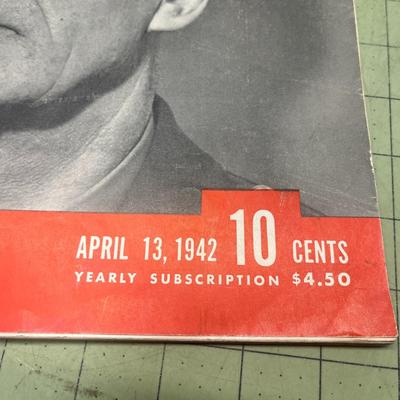 APRIL 13, 1942 10 CENTS
YEARLY SUBSCRIPTION $4.50